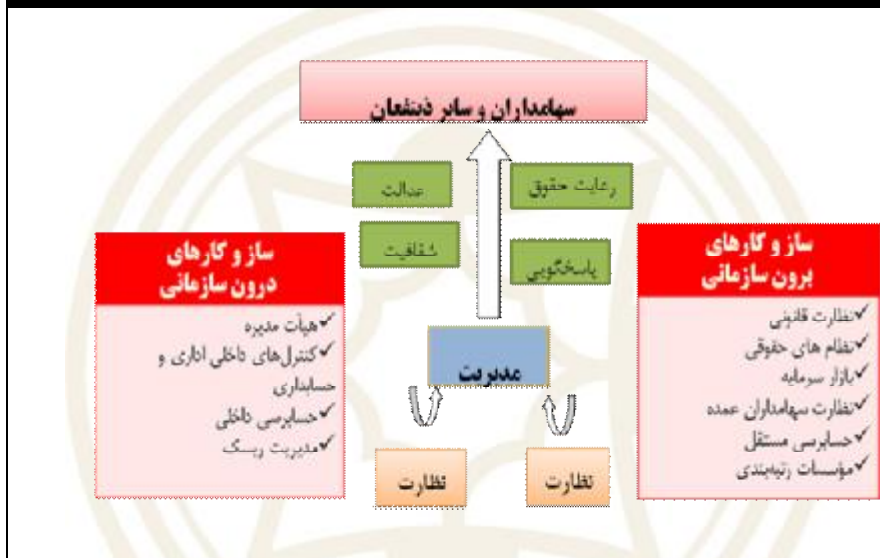 سهامداران و سایر ذینفعان
رعایت حقوق
عدالت
شفافیت
پاسخگویی
ساز و کارهای
برون سازمانی
نظارت قانونی
نظام های حقوقی
بازار سرمایه
نظارت سهامداران عمده
حسابرسی مستقل
مؤسسات رتبه‌بندی
مدیریت
ساز و کارهای
درون سازمانی
هیأت مدیره
کنترل‌های داخلی اداری و
حسابداری
حسابرسی داخلی
مدیریت ریسک
نظارت
نظارت